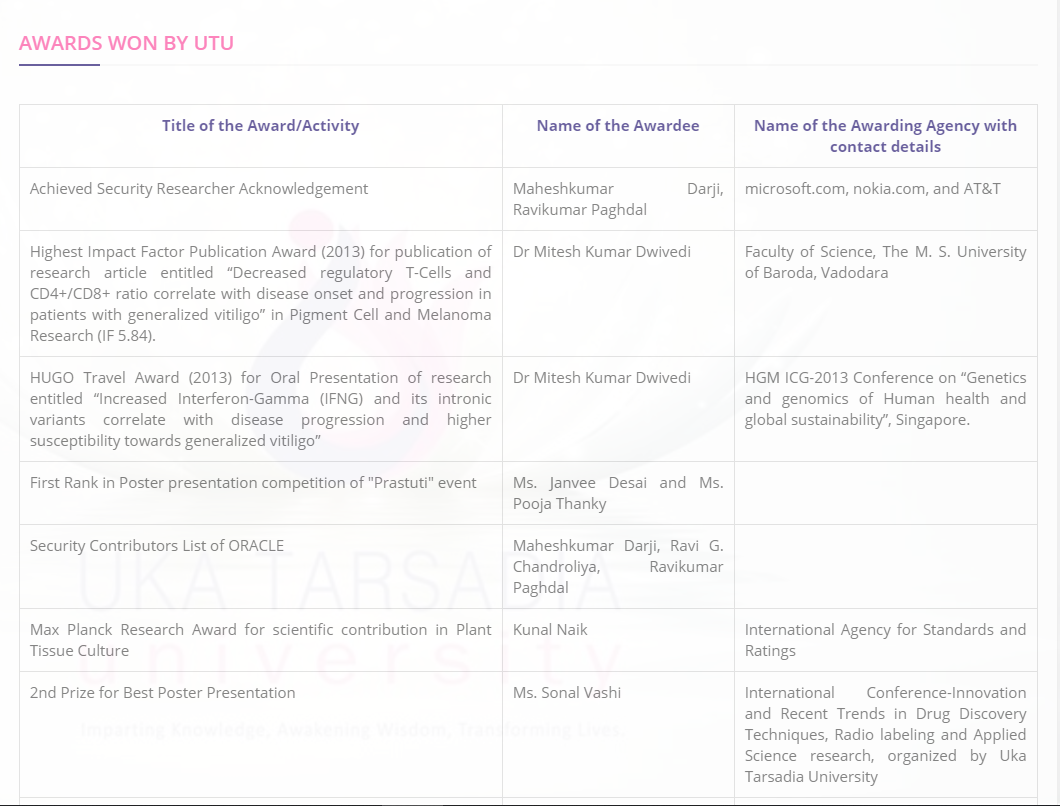 AWARDS WON BY UTU
Title of the Award/Activity
Name of the Awardee
Name of the Awarding Agency with
contact details
Achieved Security Researcher Acknowledgement
Maheshkumar Darji,
Ravikumar Paghdal
microsoft.com, nokia.com, and AT&T
Highest Impact Factor Publication Award (2013) for publication of
research article entitled “Decreased regulatory T-Cells and
CD4+/CD8+ ratio correlate with disease onset and progression in
patients with generalized vitiligo” in Pigment Cell and Melanoma
Research (IF 5.84).
Dr Mitesh Kumar Dwivedi
Faculty of Science, The M. S. University
of Baroda, Vadodara
HUGO Travel Award (2013) for Oral Presentation of research
entitled “Increased Interferon-Gamma (IFNG) and its intronic
variants correlate with disease progression and higher
susceptibility towards generalized vitiligo”
Dr Mitesh Kumar Dwivedi
HGM ICG-2013 Conference on “Genetics
and genomics of Human health and
global sustainability”, Singapore.
First Rank in Poster presentation competition of "Prastuti" event
Ms. Janvee Desai and Ms.
Pooja Thanky
Security Contributors List of ORACLE
Maheshkumar Darji, Ravi G.
Chandroliya, Ravikumar
Paghdal
Max Planck Research Award for scientific contribution in Plant
Tissue Culture
Kunal Naik
International Agency for Standards and
Ratings
2nd Prize for Best Poster Presentation
Ms. Sonal Vashi
International Conference-Innovation
and Recent Trends in Drug Discovery
Techniques, Radio labeling and Applied
Science research, organized by Uka
Tarsadia University
UKA TARSADIA
university
Imparting Knowledge, Awakening Wisdom, Transforming Lives.